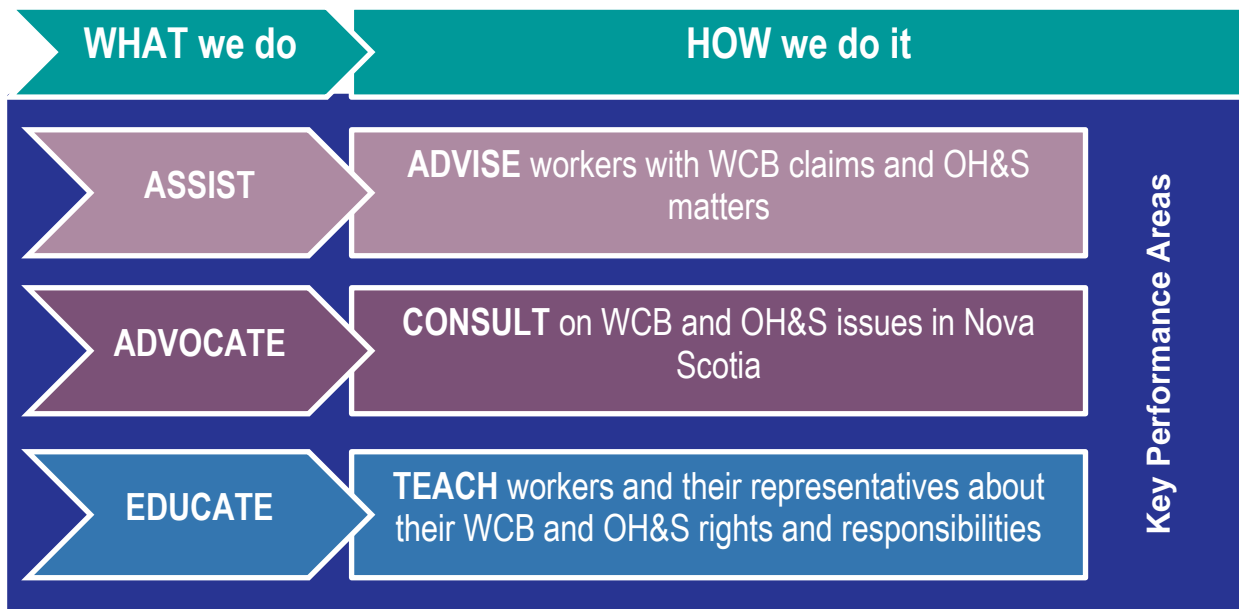 WHAT we do
HOW we do it
ASSIST
ADVISE workers with WCB claims and OH&S
matters
ADVOCATE
CONSULT on WCB and OH&S issues in Nova
Scotia
EDUCATE
TEACH workers and their representatives about
their WCB and OH&S rights and responsibilities
Key Performance Areas